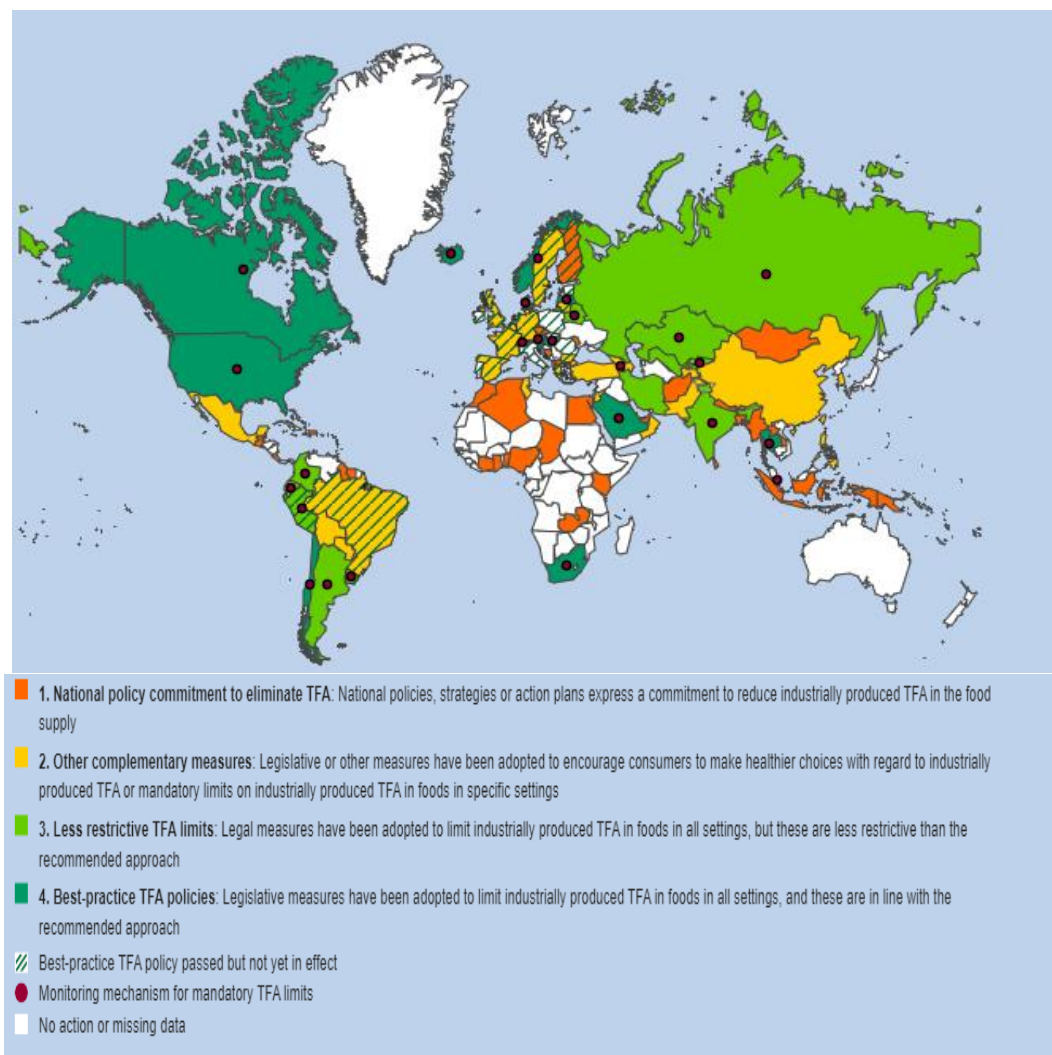 1. National policy commitment to eliminate TFA: National policies, strategies or action plans express a commitment to reduce industrially produced TFA in the food
supply
2. Other complementary measures: Legislative or other measures have been adopted to encourage consumers to make healthier choices with regard to industrially
produced TFA or mandatory limits on industrially produced TFA in foods in specific settings
3. Less restrictive TFA limits: Legal measures have been adopted to limit industrially produced TFA in foods in all settings, but these are less restrictive than the
recommended approach
4. Best-practice TFA policies: Legislative measures have been adopted to limit industrially produced TFA in foods in all settings, and these are in line with the
recommended approach
Best-practice TFA policy passed but not yet in effect
Monitoring mechanism for mandatory TFA limits
No action or missing data